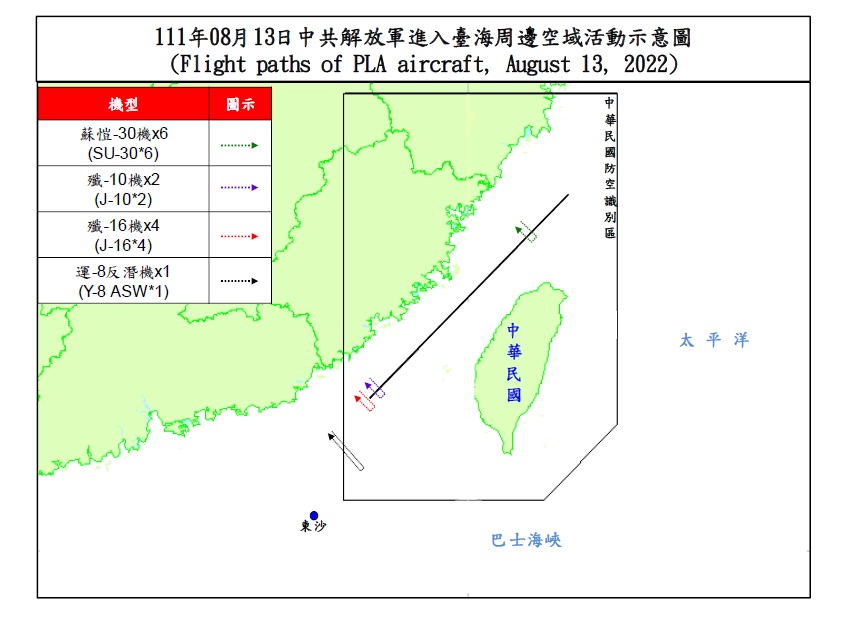 111年08月13日中共解放軍進入臺海周邊空域活動示意圖
(Flight paths of PLA aircraft, August 13, 2022)
機型
圖示
蘇愷-30機x6
(SU-30*6)
殲-10機x2
(J-10*2)
殲-16機x4
(J-16*4)
運-8反潛機x1
(Y-8 ASW*1)
中華民國防空識別區
中華民國
太平洋
東沙
巴士海峽